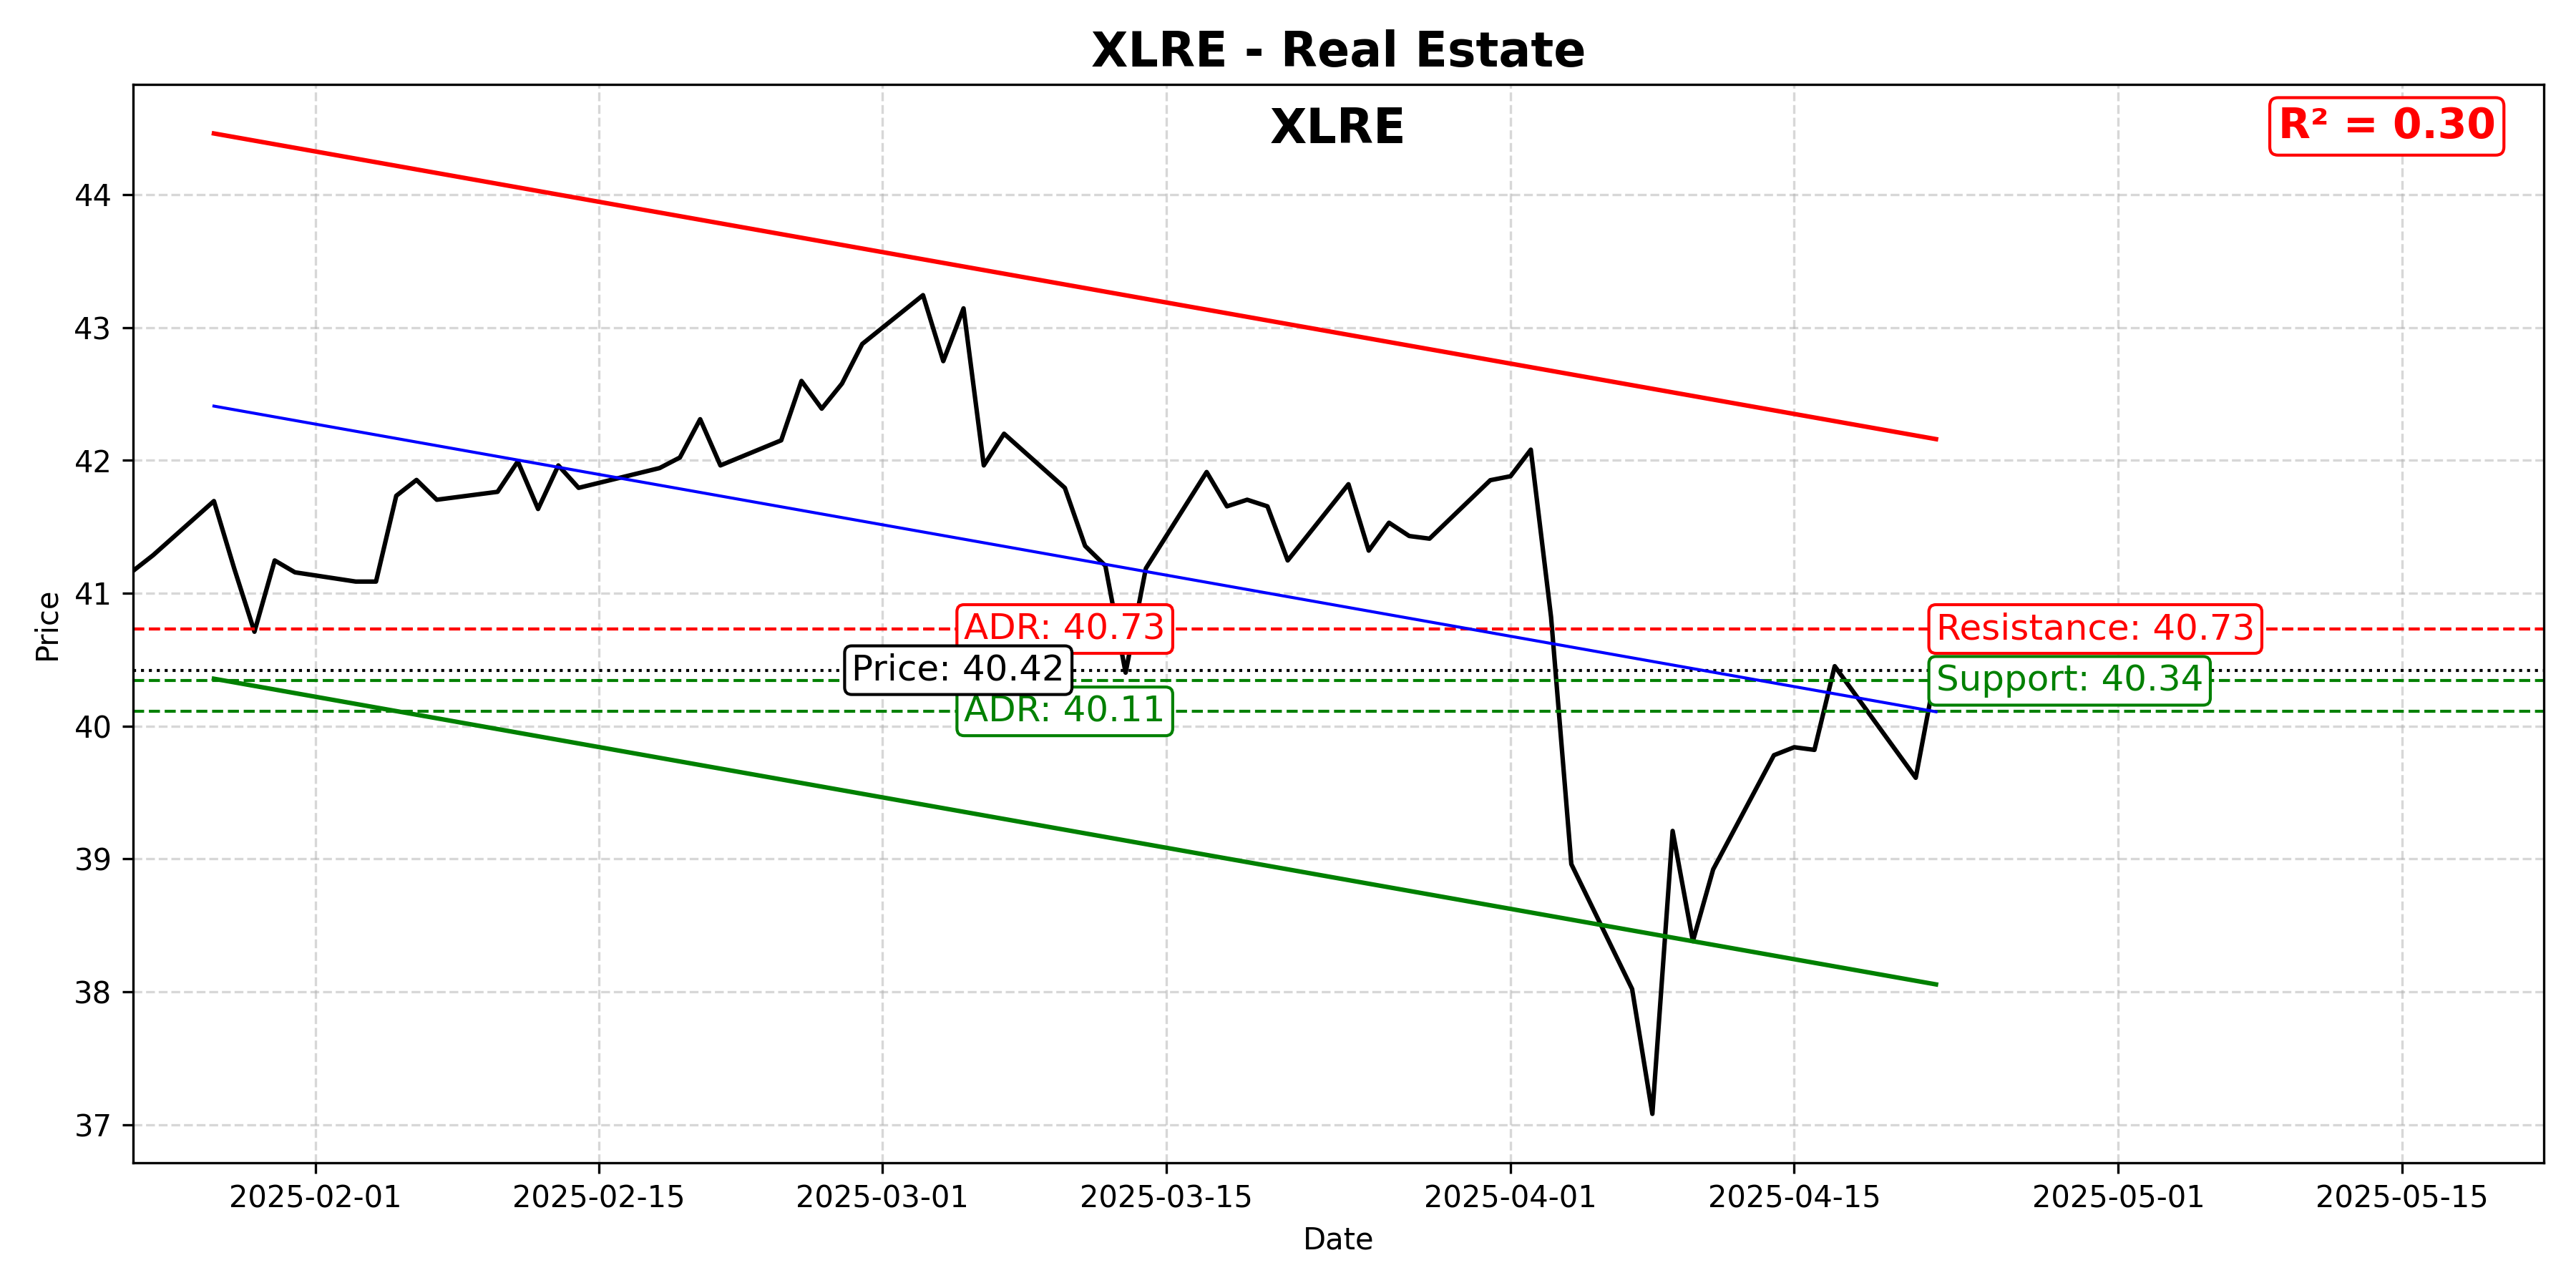 XLRE - Real Estate
XLRE
R² = 0.30
44
43
42
41
40
39
38
37
Price
ADR: 40.73
Resistance: 40.73
Price: 40.42
Support: 40.34
ADR: 40.11
2025-02-01
2025-02-15
2025-03-01
2025-03-15
2025-04-01
2025-04-15
2025-05-01
2025-05-15
Date